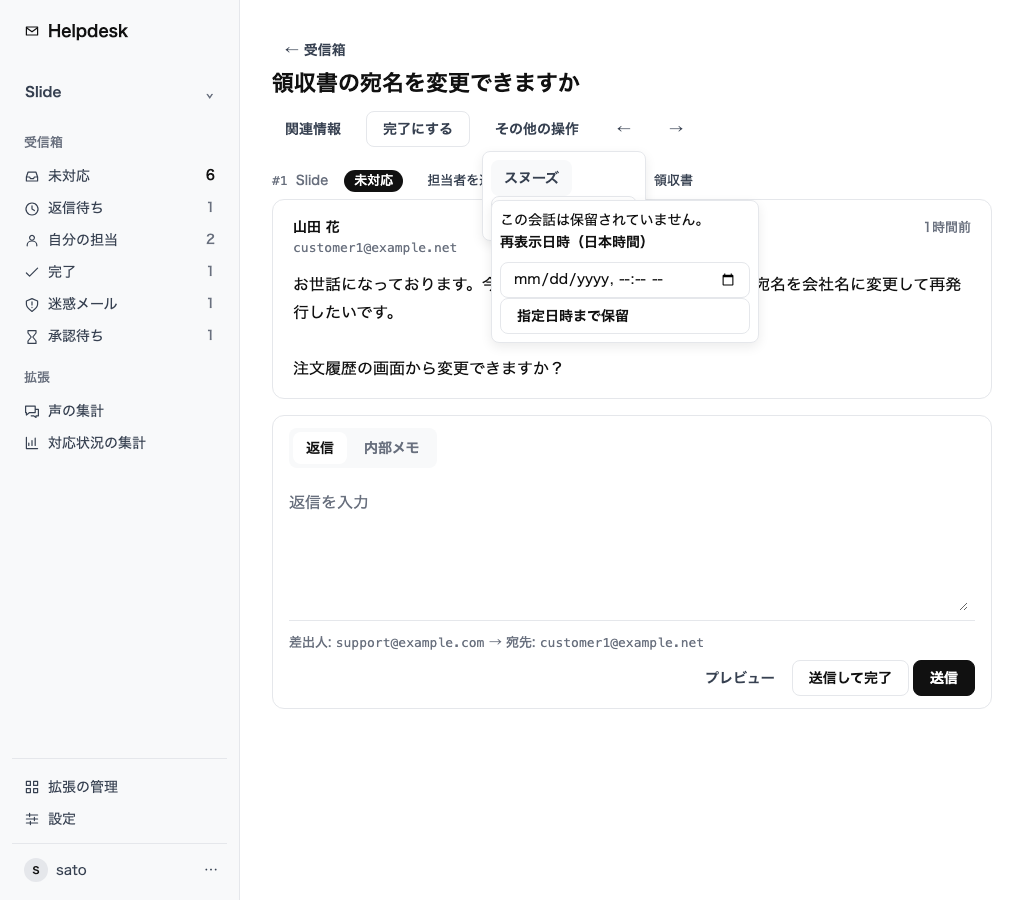 Helpdesk
Slide
受信箱
未対応 6
返信待ち 1
自分の担当 2
完了 1
迷惑メール 1
承認待ち 1
拡張
声の集計
対応状況の集計
拡張の管理
設定
S sato ...
← 受信箱
領収書の宛名を変更できますか
関連情報 完了にする その他の操作 ← →
#1 Slide 未対応 担当者を 領収書
スヌーズ
この会話は保留されていません。
再表示日時（日本時間）
mm/dd/yyyy, --:-- --
指定日時まで保留
山田 花 1時間前
customer1@example.net
お世話になっております。 宛名を会社名に変更して再発
行したいです。
注文履歴の画面から変更できますか？
返信 内部メモ
返信を入力
差出人: support@example.com → 宛先: customer1@example.net
プレビュー 送信して完了 送信